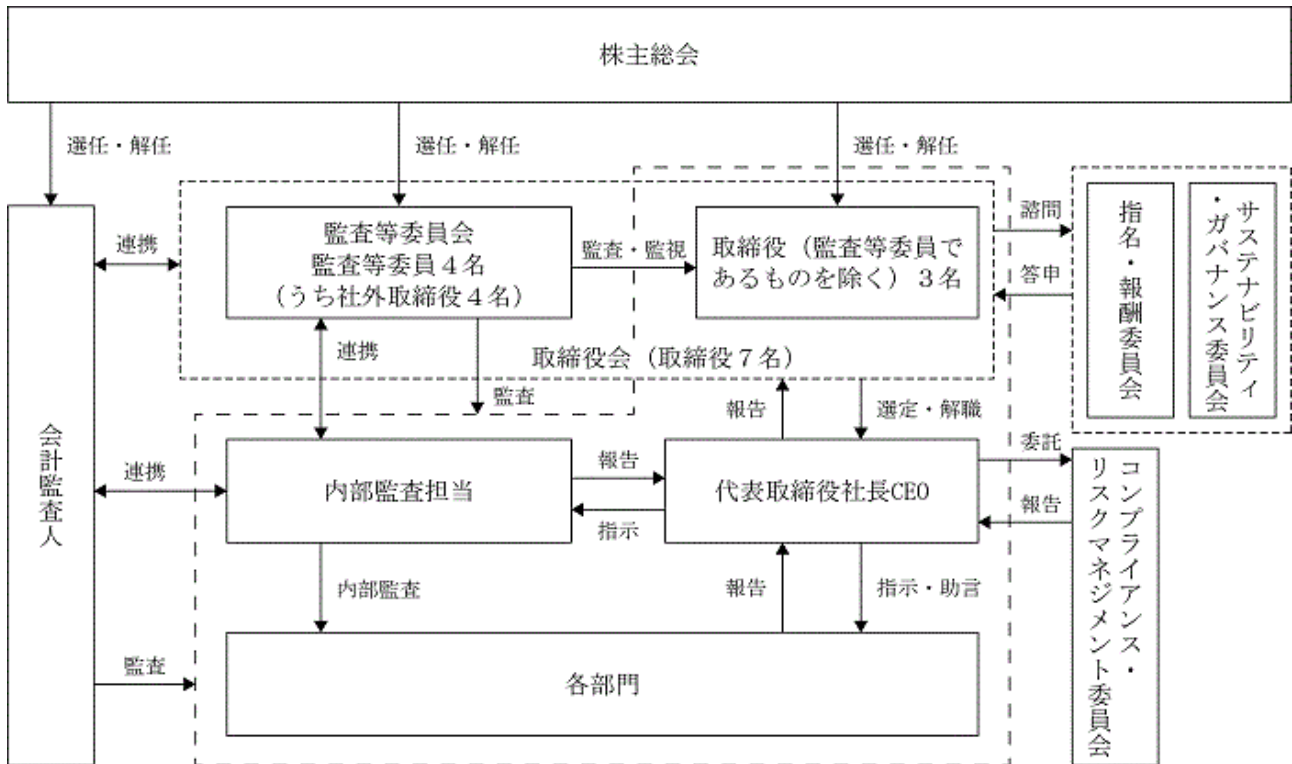 株主総会
選任・解任
選任・解任
選任・解任
監査等委員会
監査等委員４名
（うち社外取締役４名）
監査・監視
取締役（監査等委員で
あるものを除く）３名
連携
諮問
答申
指名・報酬委員会
サステナビリティ
・ガバナンス委員会
連携
取締役会（取締役７名）
監査
報告
選定・解職
会計監査人
連携
内部監査担当
報告
指示
代表取締役社長CEO
委託
報告
コンプライアンス・
リスクマネジメント委員会
内部監査
報告
指示・助言
監査
各部門